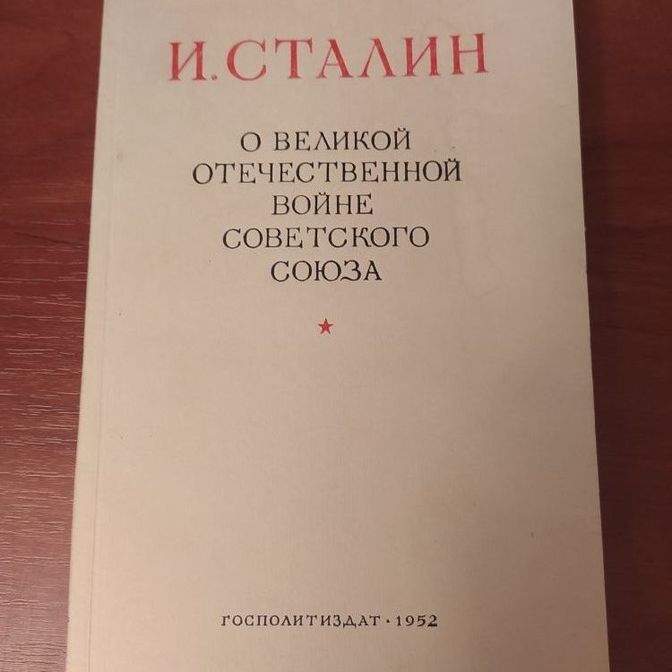 И. СТАЛИН
О ВЕЛИКОЙ
ОТЕЧЕСТВЕННОЙ
ВОЙНЕ
СОВЕТСКОГО
СОЮЗА
ГОСПОЛИТИЗДАТ · 1952